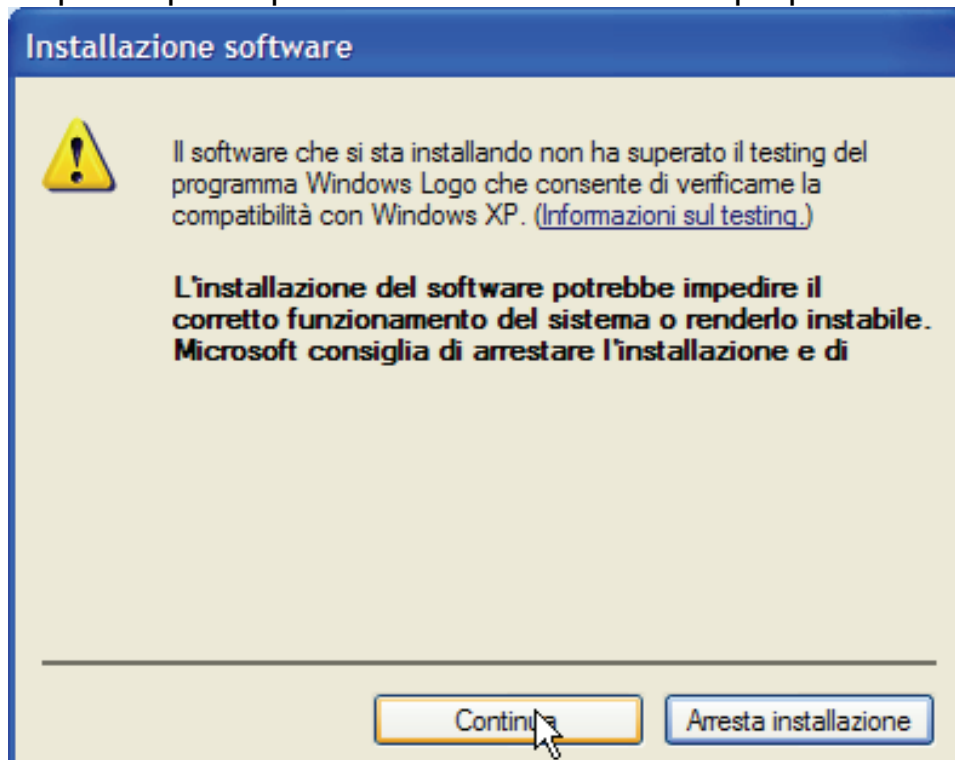 Installazione software
Il software che si sta installando non ha superato il testing del
programma Windows Logo che consente di verificarne la
compatibilità con Windows XP. (Informazioni sul testing.)
L'installazione del software potrebbe impedire il
corretto funzionamento del sistema o renderlo instabile.
Microsoft consiglia di arrestare l'installazione e di
Continua
Arresta installazione